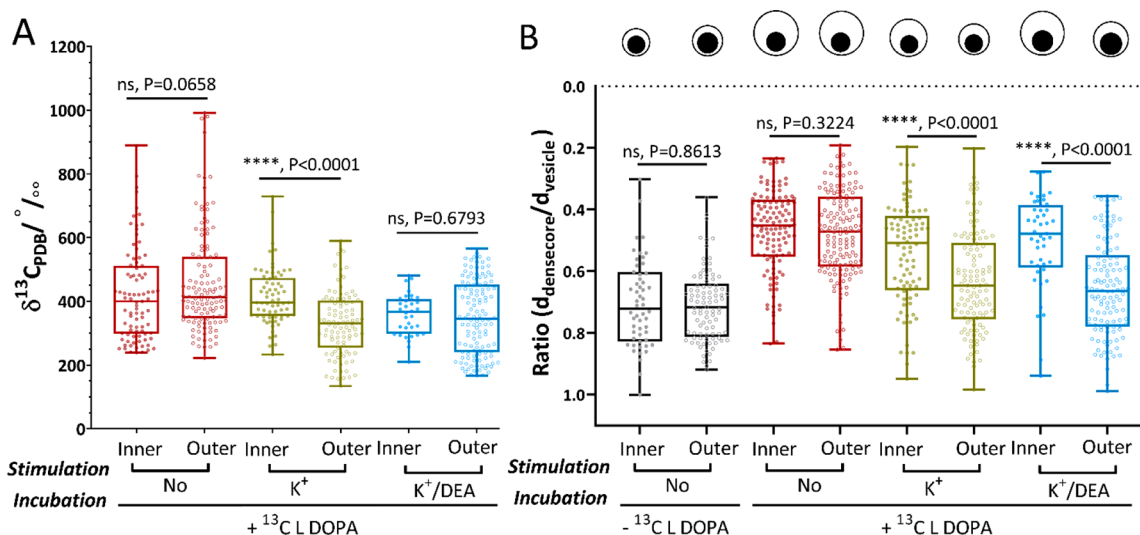 A
B
1200
1000
800
600
400
200
0
δ¹³C_PDB/°/°°
ns, P=0.0658
****, P<0.0001
ns, P=0.6793
Inner Outer Inner Outer Inner Outer
Stimulation
No K⁺ K⁺/DEA
Incubation
+ ¹³C L DOPA
0.0
0.2
0.4
0.6
0.8
1.0
Ratio (d_densecore/d_vesicle)
ns, P=0.8613
ns, P=0.3224
****, P<0.0001
****, P<0.0001
Inner Outer Inner Outer Inner Outer Inner Outer
Stimulation
No No K⁺ K⁺/DEA
Incubation
- ¹³C L DOPA + ¹³C L DOPA